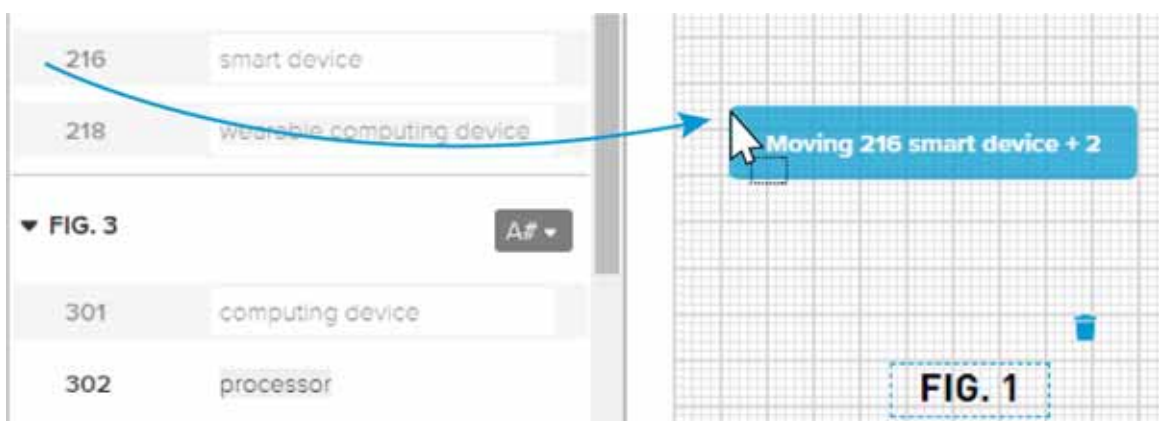 216 smart device
218 wearable computing device
Moving 216 smart device + 2
FIG. 3
A#
301 computing device
302 processor
FIG. 1